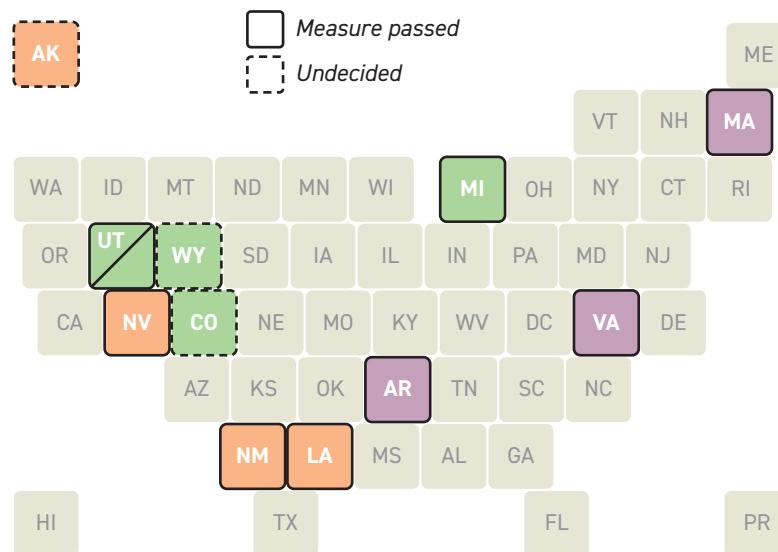 AK
Measure passed
Undecided
ME
VT NH MA
WA ID MT ND MN WI MI OH NY CT RI
OR UT WY SD IA IL IN PA MD NJ
CA NV CO NE MO KY WV DC VA DE
AZ KS OK AR TN SC NC
NM LA MS AL GA
HI TX FL PR